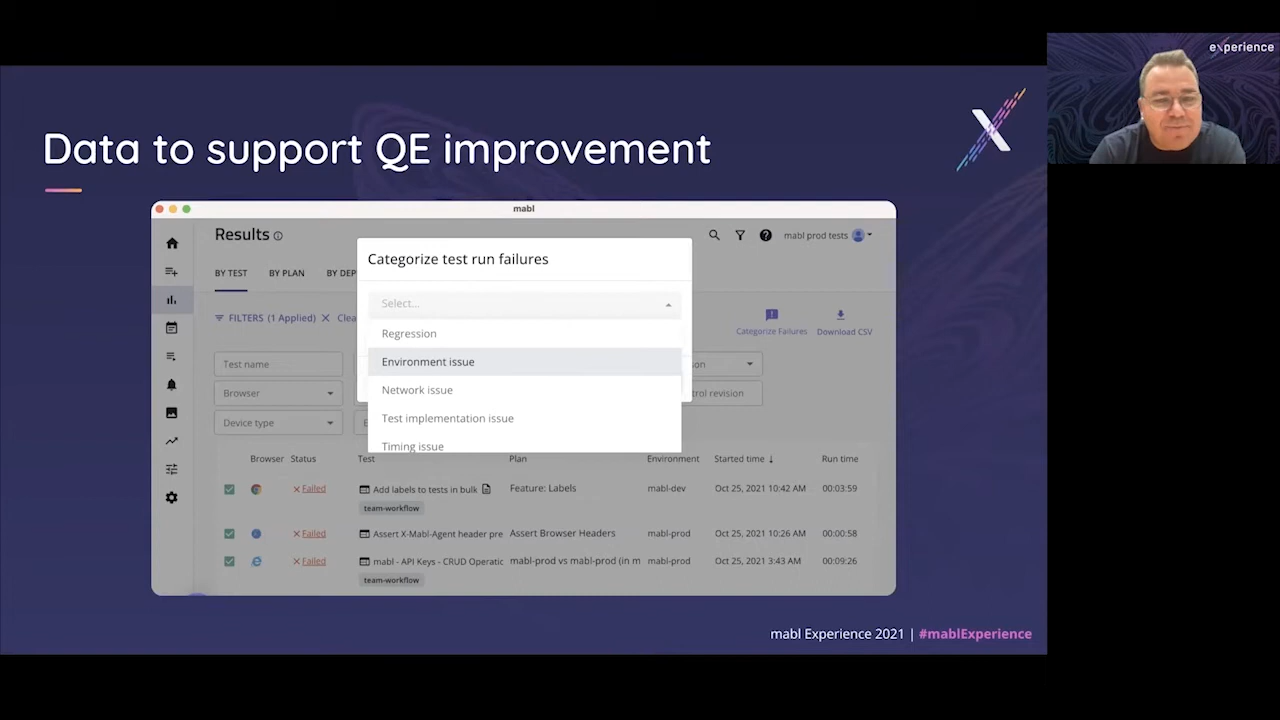 experience
Data to support QE improvement
mabl
Results
mabl prod tests
Categorize test run failures
BY TEST BY PLAN BY DEP
Select...
FILTERS (1 Applied) X Clea
Categorize Failures Download CSV
Regression
Environment issue
Network issue
Test implementation issue
Timing issue
Test name
Browser
trol revision
Device type
Browser Status Test Plan Environment Started time ↓ Run time
Failed Add labels to tests in bulk Feature: Labels mabl-dev Oct 25, 2021 10:42 AM 00:03:59
team-workflow
Failed Assert X-Mabl-Agent header pre Assert Browser Headers mabl-prod Oct 25, 2021 10:26 AM 00:00:58
Failed mabl - API Keys - CRUD Operatic mabl-prod vs mabl-prod (in m mabl-prod Oct 25, 2021 3:43 AM 00:09:26
team-workflow
mabl Experience 2021 | #mablExperience